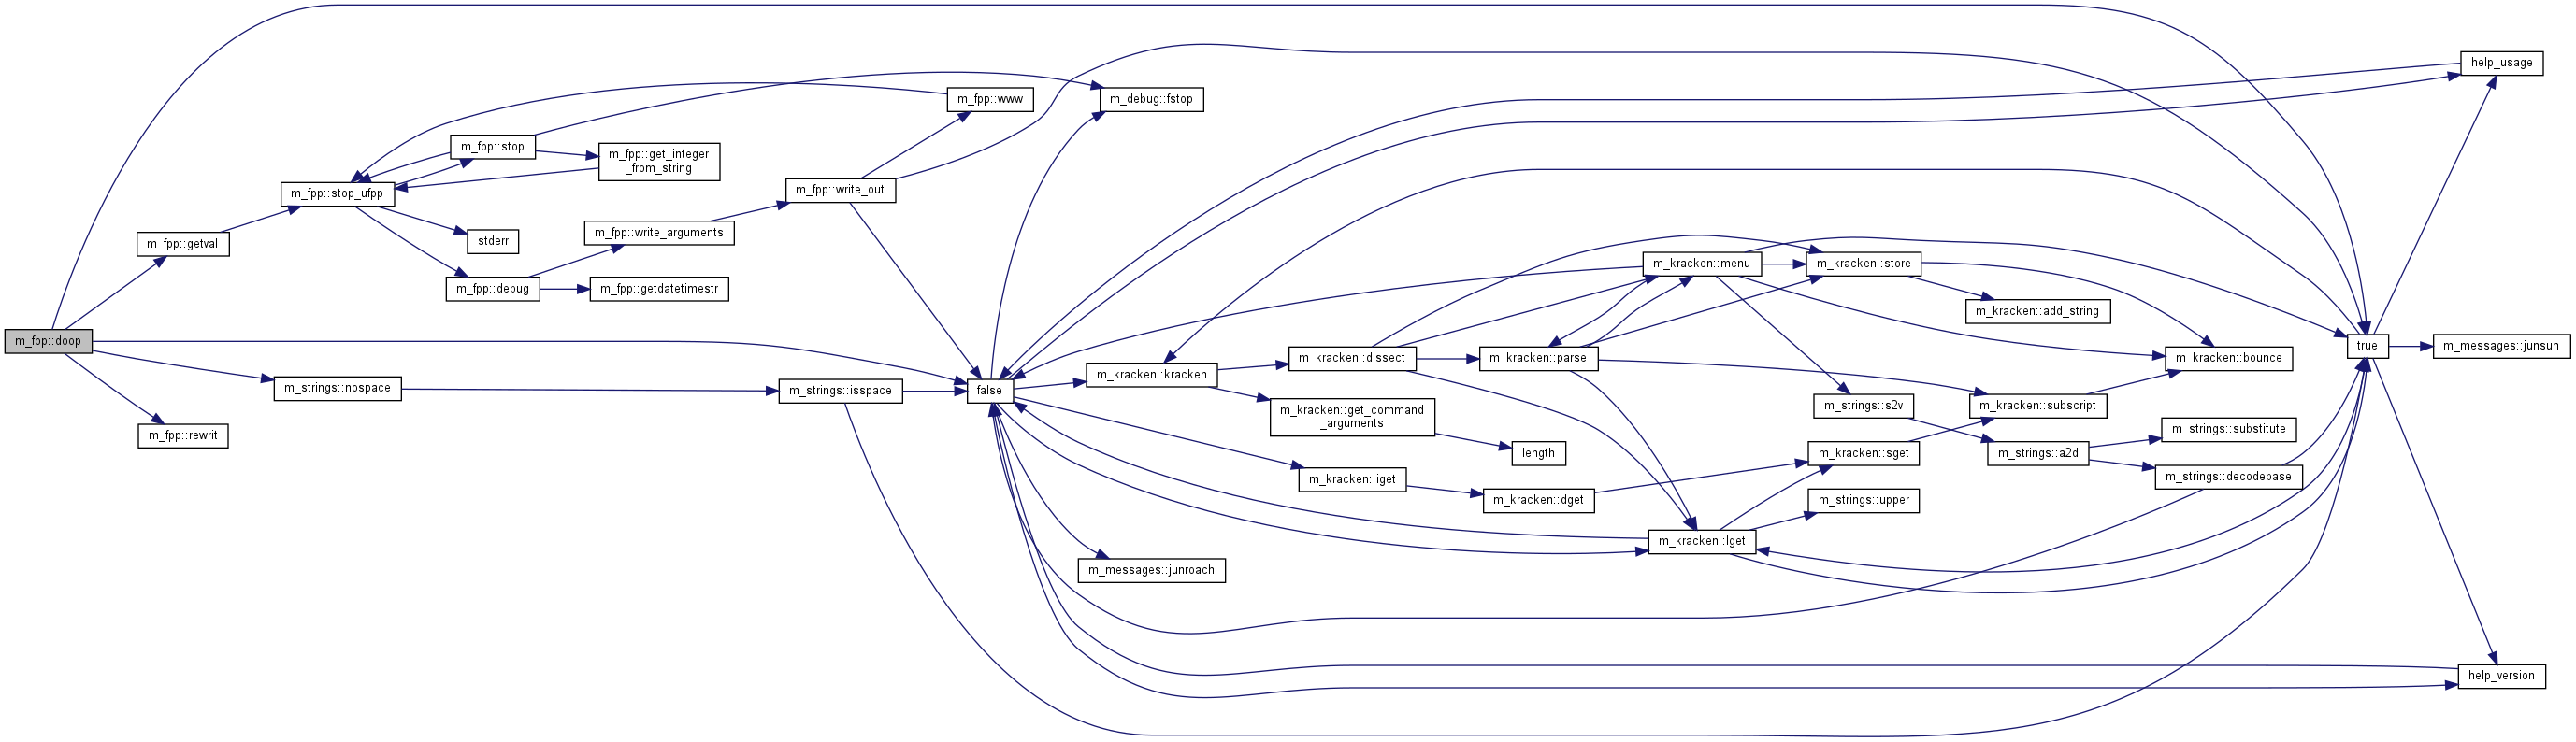 help_usage
m_fpp::www
m_debug::fstop
m_fpp::stop
m_fpp::get_integer
_from_string
m_fpp::stop_ufpp
m_fpp::write_out
m_fpp::getval
stderr
m_fpp::write_arguments
m_fpp::debug
m_fpp::getdatetimestr
m_kracken::menu
m_kracken::store
m_kracken::add_string
m_fpp::doop
true
m_messages::junsun
m_kracken::dissect
m_kracken::parse
m_kracken::bounce
m_kracken::kracken
m_strings::nospace
m_strings::isspace
false
m_kracken::get_command
_arguments
m_strings::s2v
m_kracken::subscript
m_fpp::rewrit
m_strings::substitute
length
m_kracken::sget
m_strings::a2d
m_kracken::iget
m_strings::decodebase
m_kracken::dget
m_strings::upper
m_kracken::lget
m_messages::junroach
help_version